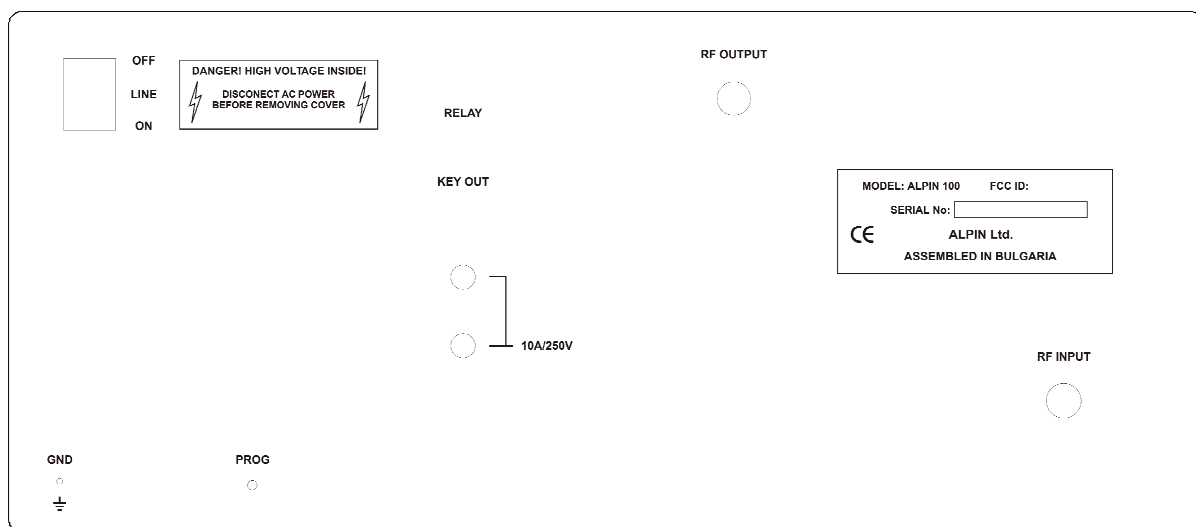 OFF
LINE
ON
DANGER! HIGH VOLTAGE INSIDE!
DISCONECT AC POWER
BEFORE REMOVING COVER
RELAY
KEY OUT
RF OUTPUT
MODEL: ALPIN 100 FCC ID:
SERIAL No:
CE
ALPIN Ltd.
ASSEMBLED IN BULGARIA
10A/250V
RF INPUT
GND
PROG